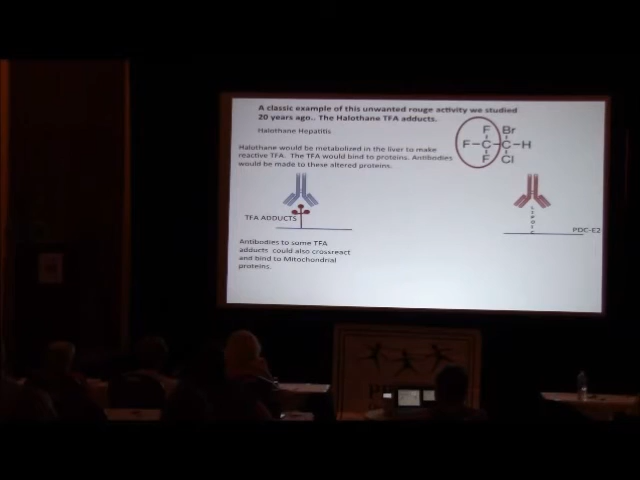 A classic example of this unwanted rouge activity we studied
20 years ago.. The Halothane TFA adducts.
Halothane Hepatitis
Halothane would be metabolized in the liver to make
reactive TFA. The TFA would bind to proteins. Antibodies
would be made to these altered proteins.
F Br
F-C-C-H
F Cl
TFA ADDUCTS
PDC-E2
Antibodies to some TFA
adducts could also crossreact
and bind to Mitochondrial
proteins.